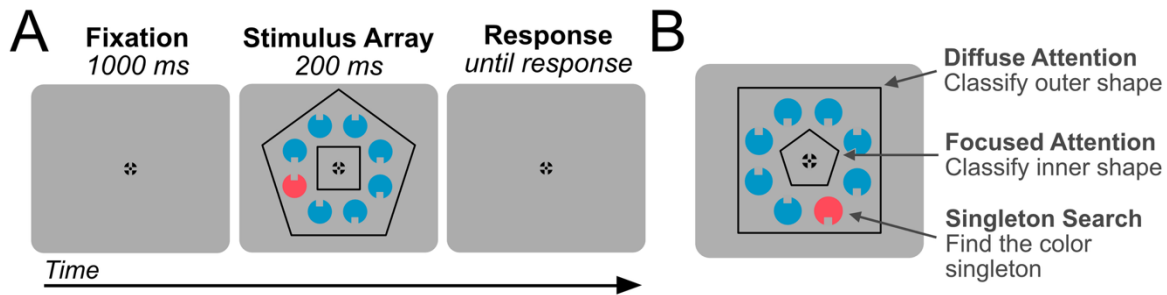 A
Fixation
1000 ms
Stimulus Array
200 ms
Response
until response
Time
B
Diffuse Attention
Classify outer shape
Focused Attention
Classify inner shape
Singleton Search
Find the color
singleton